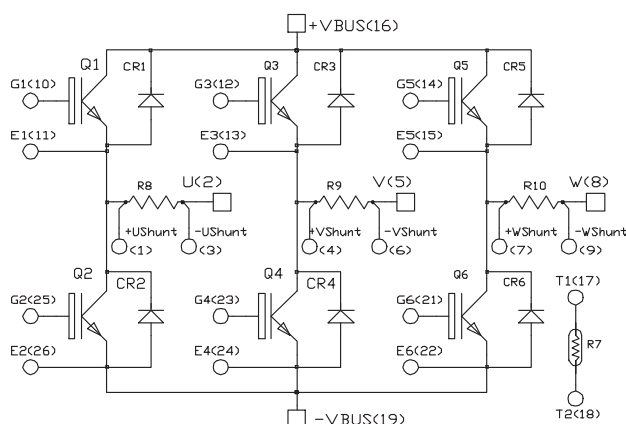 +VBUS(16)
Q1
CR1
Q3
CR3
Q5
CR5
G1(10)
G3(12)
G5(14)
E1(11)
E3(13)
E5(15)
R8
U(2)
R9
V(5)
R10
W(8)
+UShunt
-UShunt
+VShunt
-VShunt
+WShunt
-WShunt
(1)
(3)
(4)
(6)
(7)
(9)
Q2
CR2
Q4
CR4
Q6
CR6
T1(17)
G2(25)
G4(23)
G6(21)
R7
E2(26)
E4(24)
E6(22)
T2(18)
-VBUS(19)